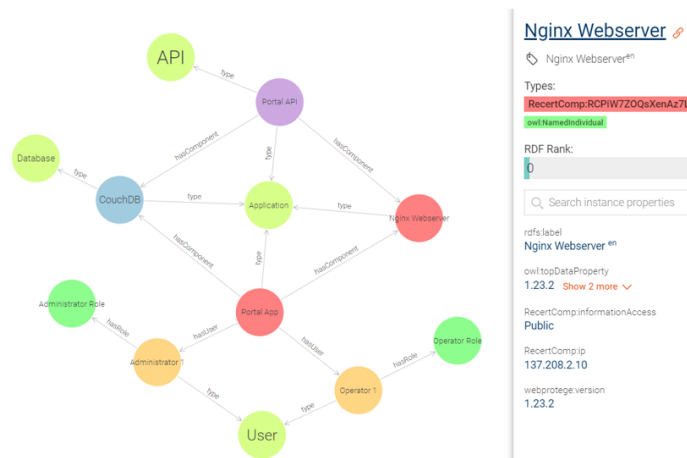 API
type
Portal API
hasComponent
type
hasComponent
Database
type
CouchDB
type
Application
type
Nginx Webserver
hasComponent
type
hasComponent
Administrator Role
Portal App
hasRole
hasUser
hasUser
Operator Role
Administrator 1
hasRole
Operator 1
type
type
User
Nginx Webserver
Nginx Webserver en
Types:
owl:NamedIndividual
RDF Rank:
0
Search instance properties
rdfs:label
Nginx Webserver en
owl:topDataProperty
1.23.2 Show 2 more
RecertComp:informationAccess
Public
RecertComp:ip
137.208.2.10
webprotege:version
1.23.2